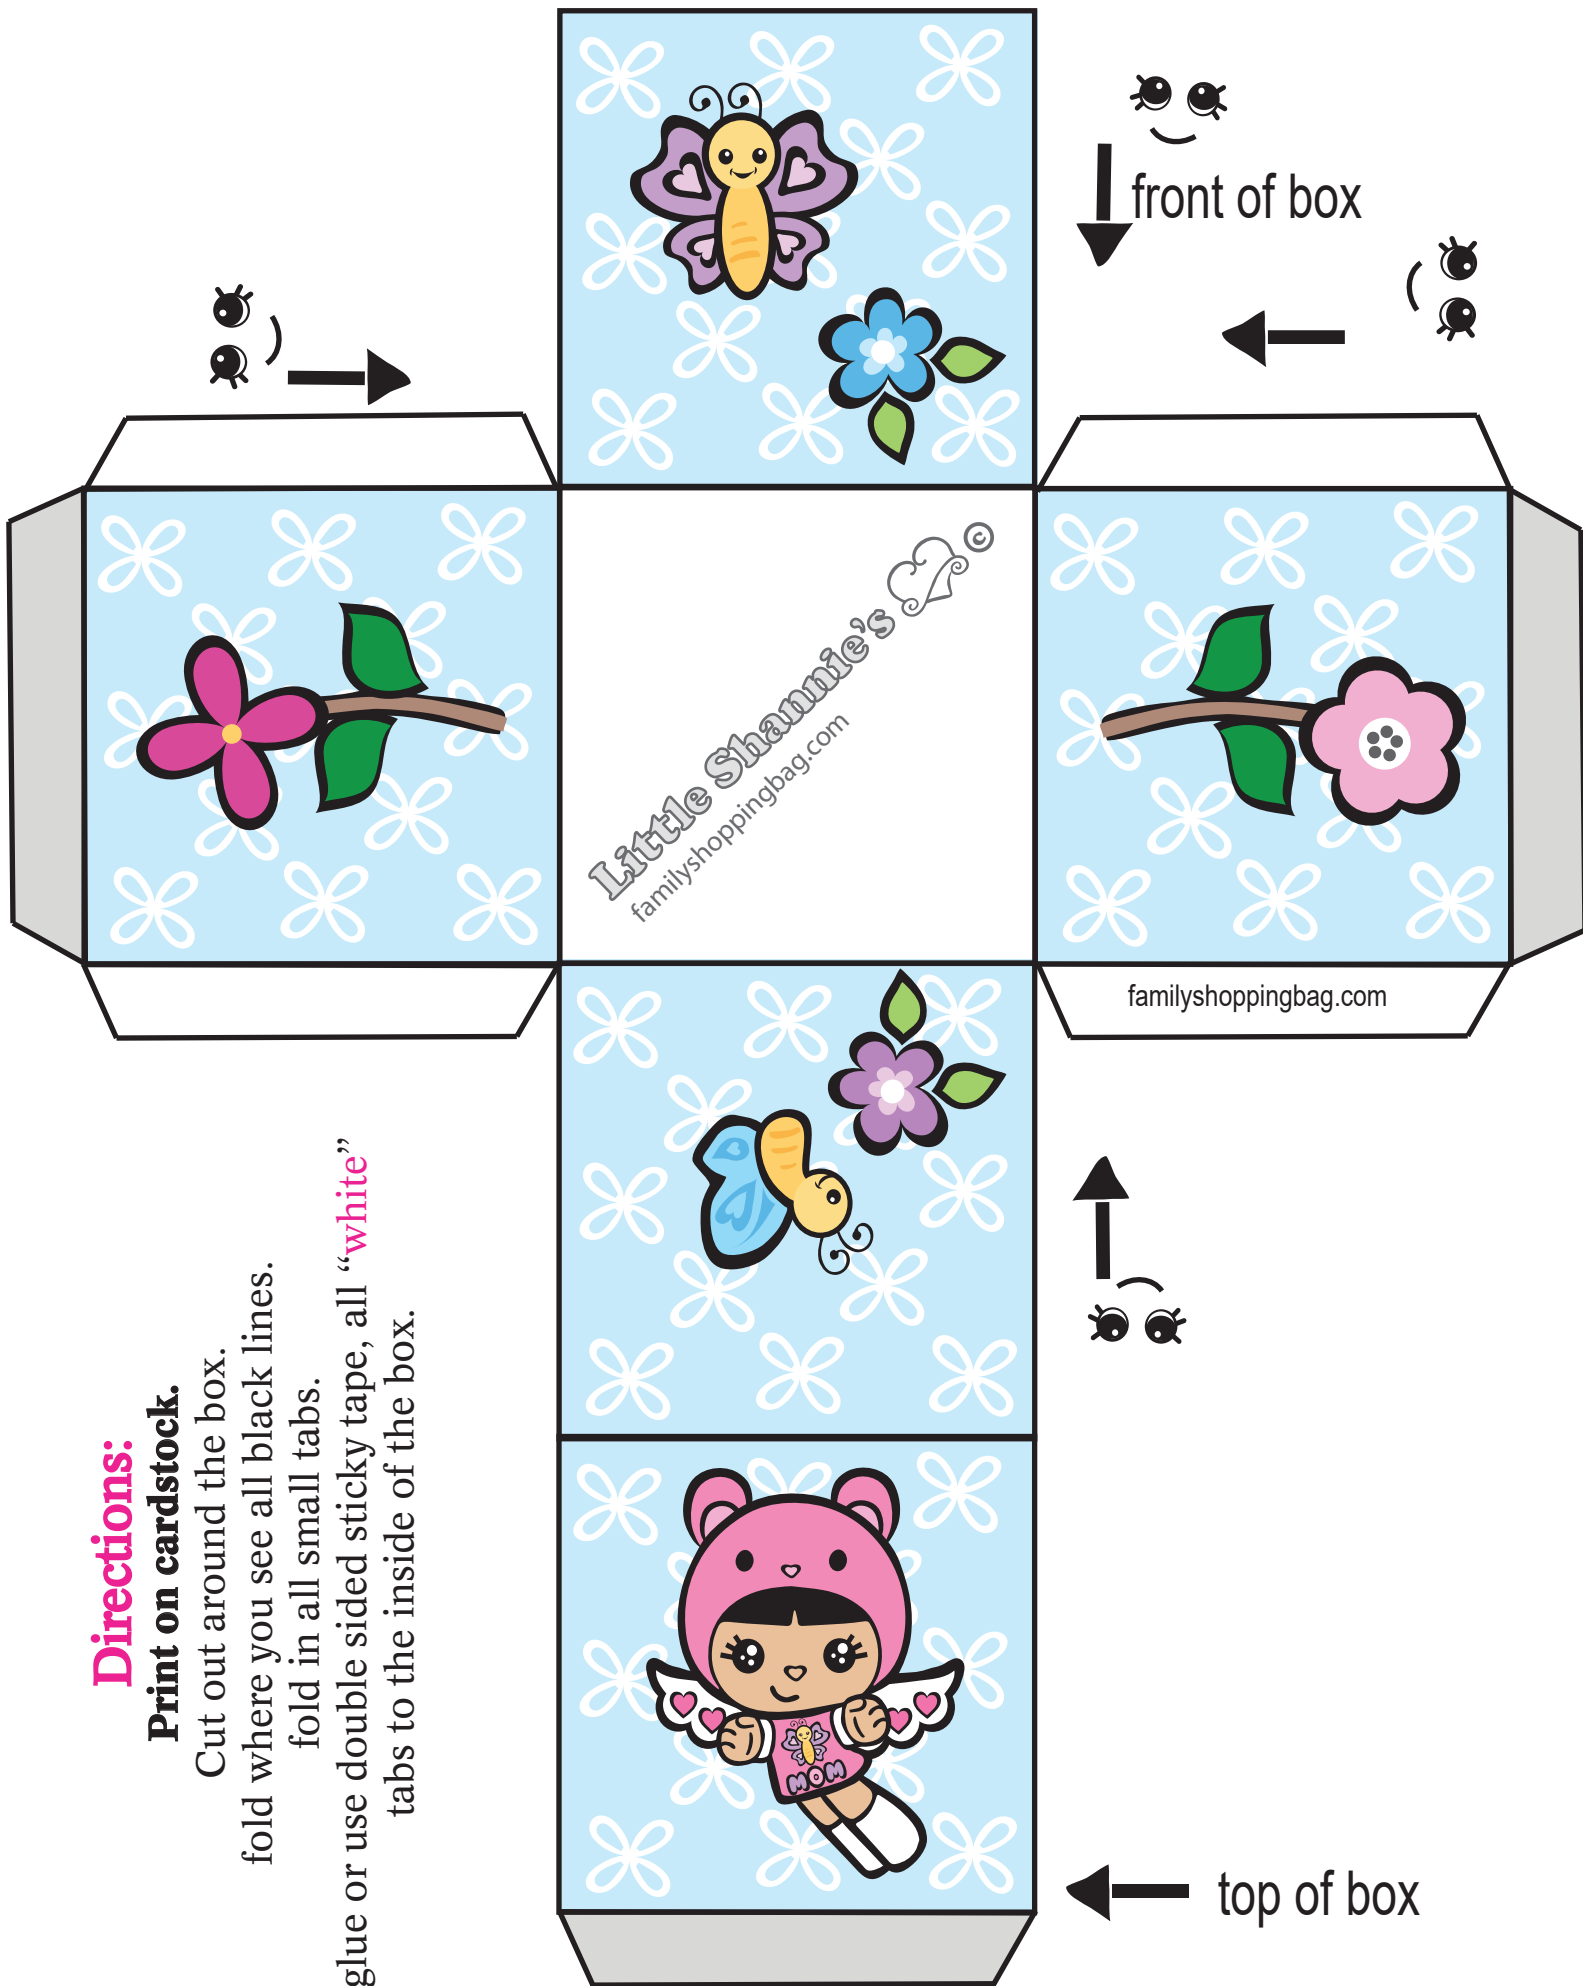 front of box
Little Shannie's ©
familyshoppingbag.com
familyshoppingbag.com
Directions:
Print on cardstock.
Cut out around the box.
fold where you see all black lines.
fold in all small tabs.
glue or use double sided sticky tape, all “white”
tabs to the inside of the box.
MOM
top of box